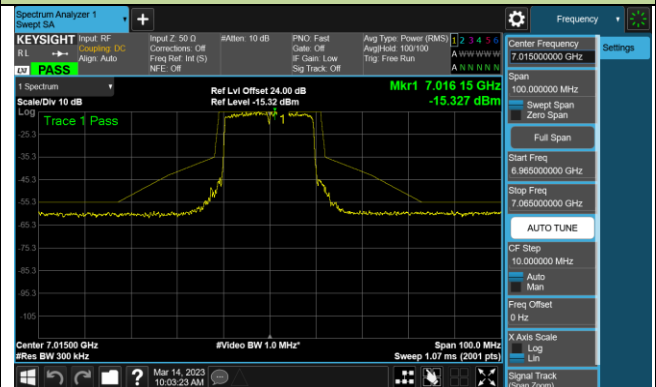 Spectrum Analyzer 1
Swept SA
Frequency
KEYSIGHT
RL
LXI
PASS
Input: RF
Coupling: DC
Align: Auto
Input Z: 50 Ω
Corrections: Off
Freq Ref: Int (S)
NFE: Off
#Atten: 10 dB
PNO: Fast
Gate: Off
IF Gain: Low
Sig Track: Off
Avg Type: Power (RMS)
Avg|Hold: 100/100
Trig: Free Run
1 2 3 4 5 6
A W W W W W
A N N N N N
1 Spectrum
Scale/Div 10 dB
Log
Ref Lvl Offset 24.00 dB
Ref Level -15.32 dBm
Mkr1 7.016 15 GHz
-15.327 dBm
Trace 1 Pass
-25.3
-35.3
-45.3
-55.3
-65.3
-75.3
-85.3
-95.3
-105
Center 7.01500 GHz
#Res BW 300 kHz
#Video BW 1.0 MHz*
Span 100.0 MHz
Sweep 1.07 ms (2001 pts)
Mar 14, 2023
10:03:23 AM
Center Frequency
7.015000000 GHz
Settings
Span
100.000000 MHz
Swept Span
Zero Span
Full Span
Start Freq
6.965000000 GHz
Stop Freq
7.065000000 GHz
AUTO TUNE
CF Step
10.000000 MHz
Auto
Man
Freq Offset
0 Hz
X Axis Scale
Log
Lin
Signal Track
(Span Zoom)